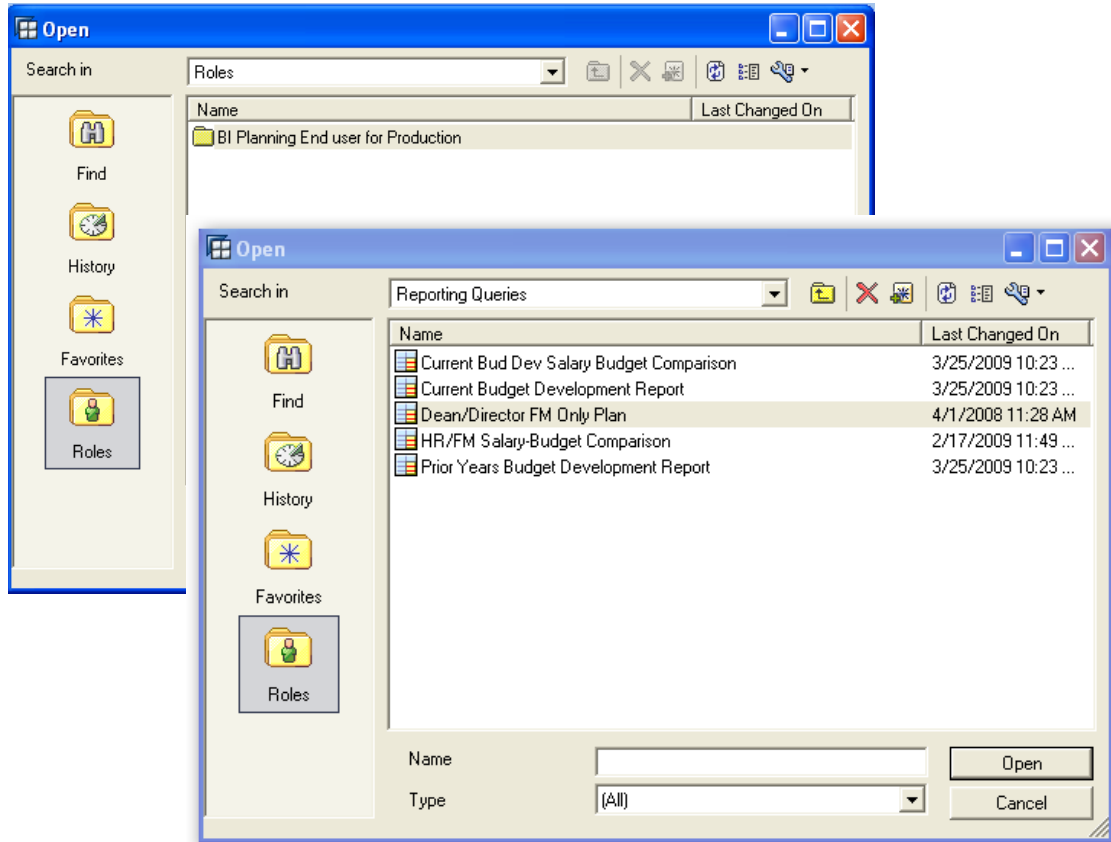 Open
Search in
Roles
Name Last Changed On
BI Planning End user for Production
Find
History
Favorites
Roles
Open
Search in
Reporting Queries
Name Last Changed On
Current Bud Dev Salary Budget Comparison 3/25/2009 10:23 ...
Current Budget Development Report 3/25/2009 10:23 ...
Dean/Director FM Only Plan 4/1/2008 11:28 AM
HR/FM Salary-Budget Comparison 2/17/2009 11:49 ...
Prior Years Budget Development Report 3/25/2009 10:23 ...
Find
History
Favorites
Roles
Name
Open
Type (All)
Cancel